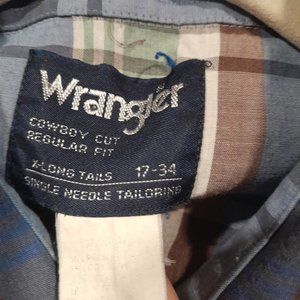 Wrangler
COWBOY CUT
REGULAR FIT
X-LONG TAILS 17-34
SINGLE NEEDLE TAILORING